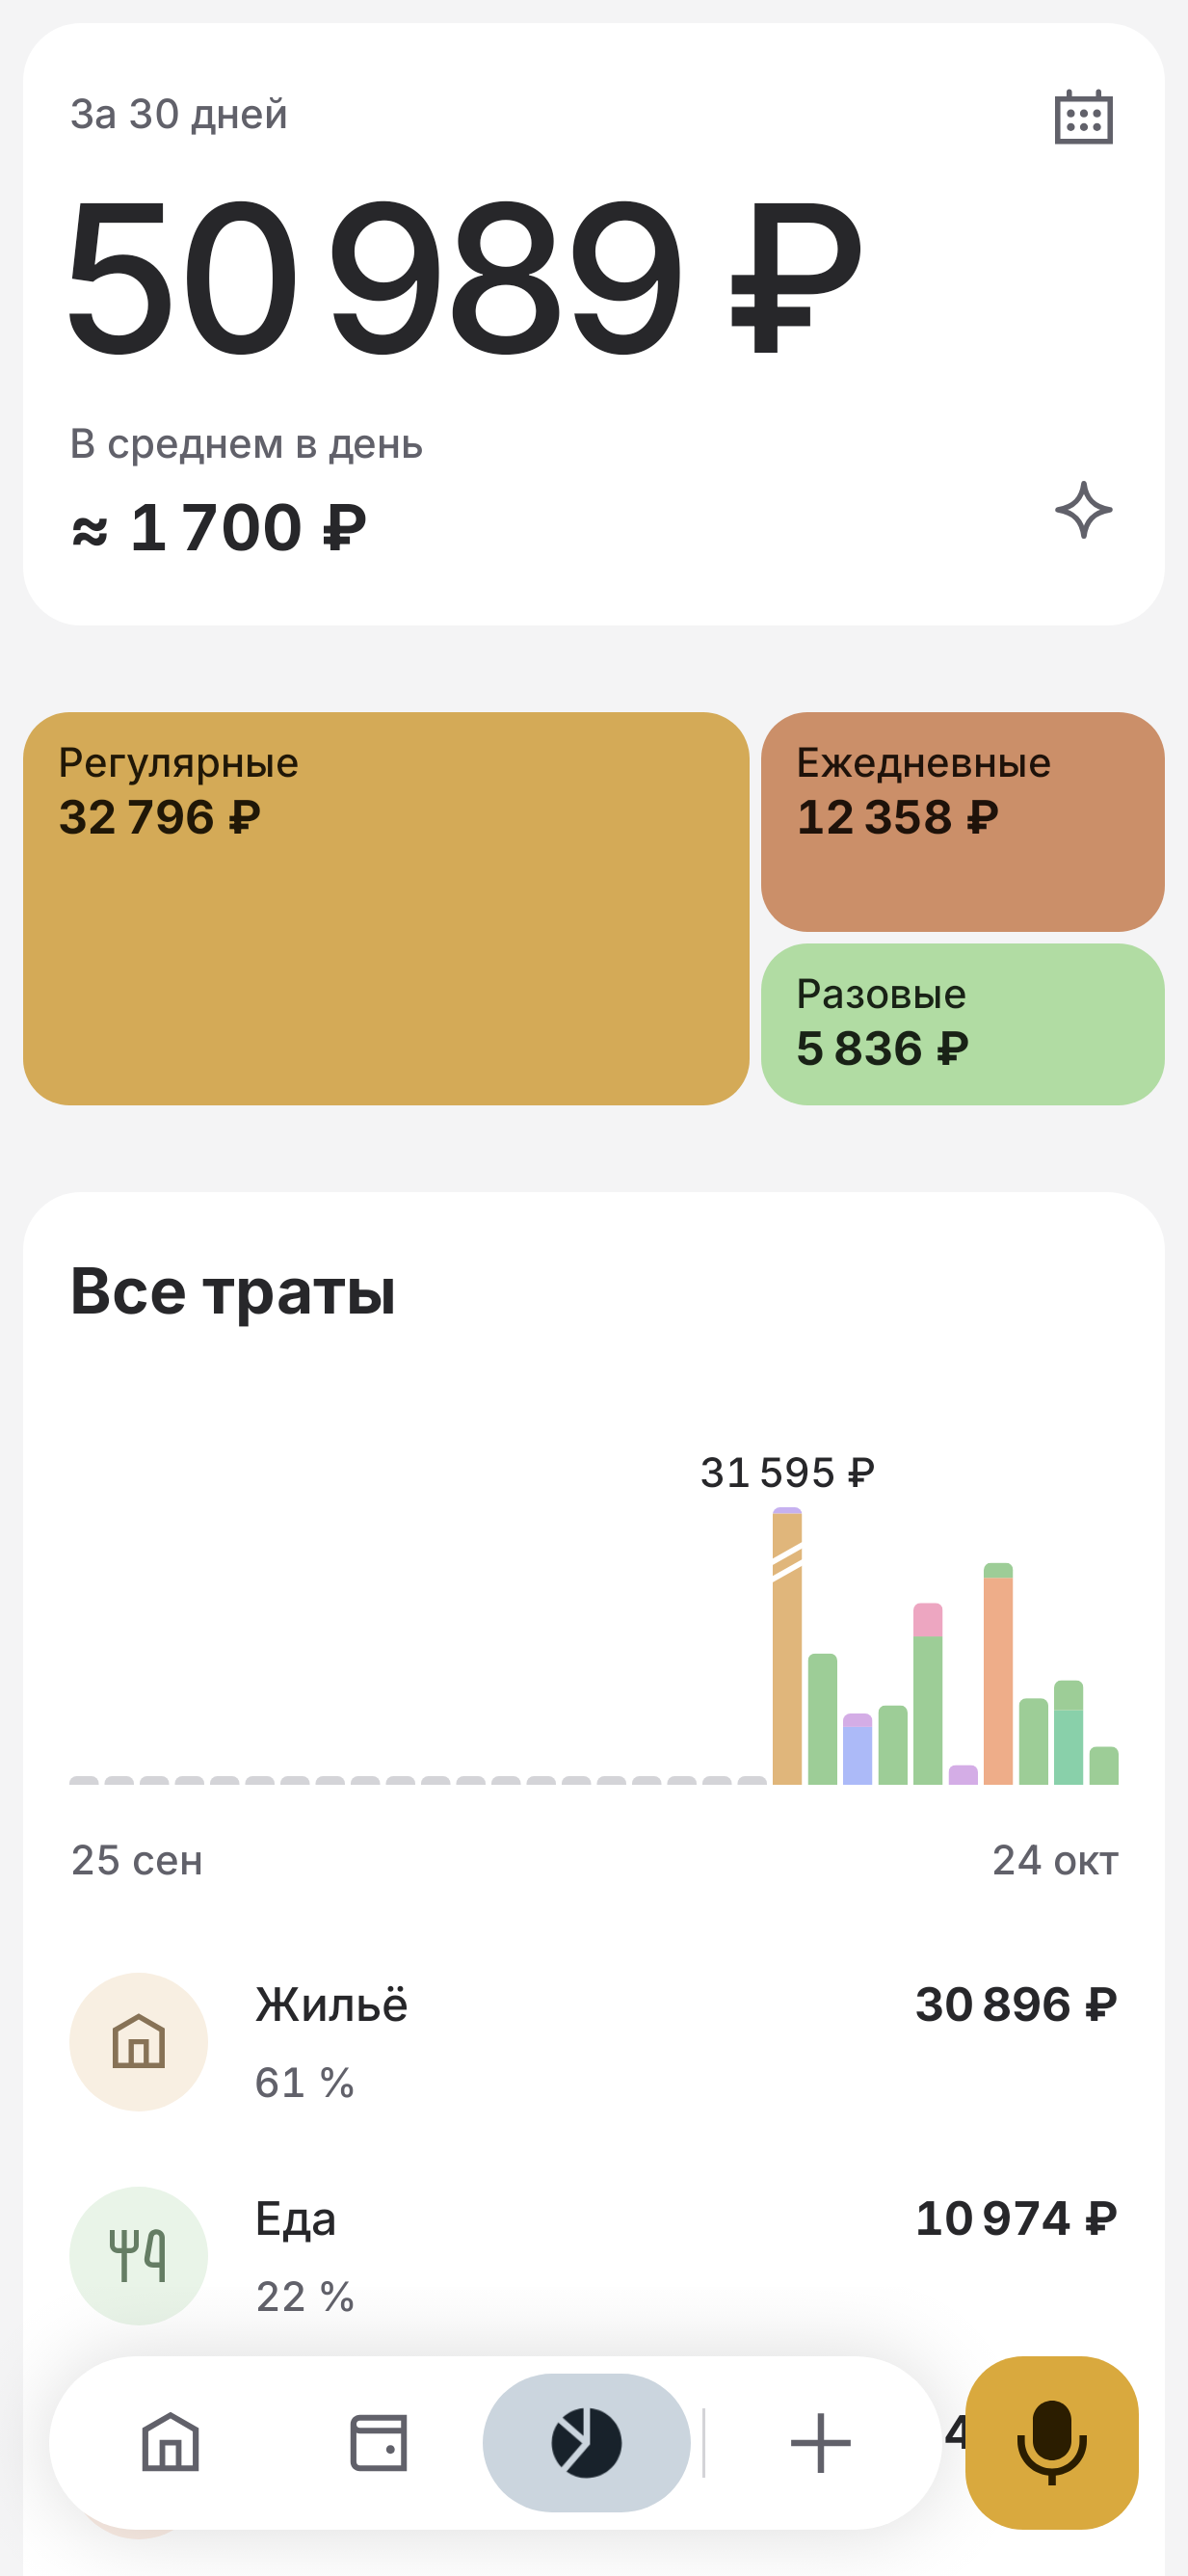 За 30 дней
50 989 ₽
В среднем в день
≈ 1 700 ₽
Регулярные
32 796 ₽
Ежедневные
12 358 ₽
Разовые
5 836 ₽
Все траты
31 595 ₽
25 сен
24 окт
Жильё
30 896 ₽
61 %
Еда
10 974 ₽
22 %